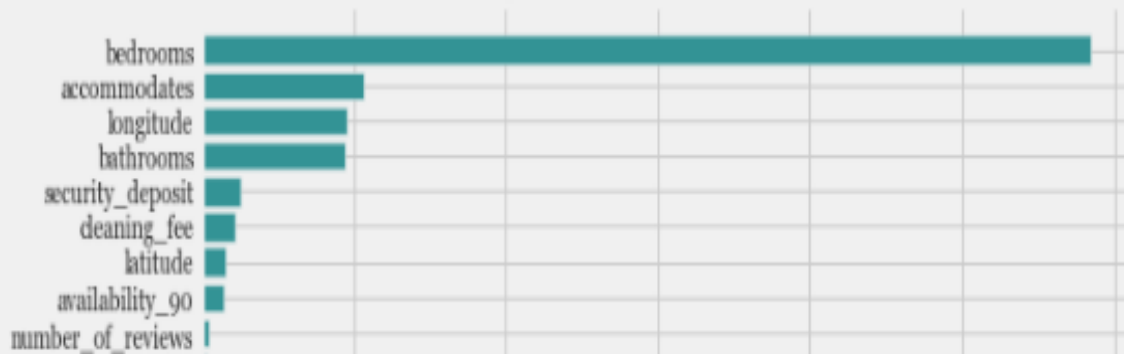 bedrooms
accommodates
longitude
bathrooms
security_deposit
cleaning_fee
latitude
availability_90
number_of_reviews